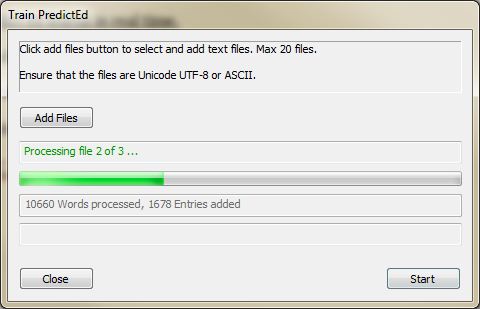 Train PredictEd
Click add files button to select and add text files. Max 20 files.
Ensure that the files are Unicode UTF-8 or ASCII.
Add Files
Processing file 2 of 3 ...
10660 Words processed, 1678 Entries added
Close
Start